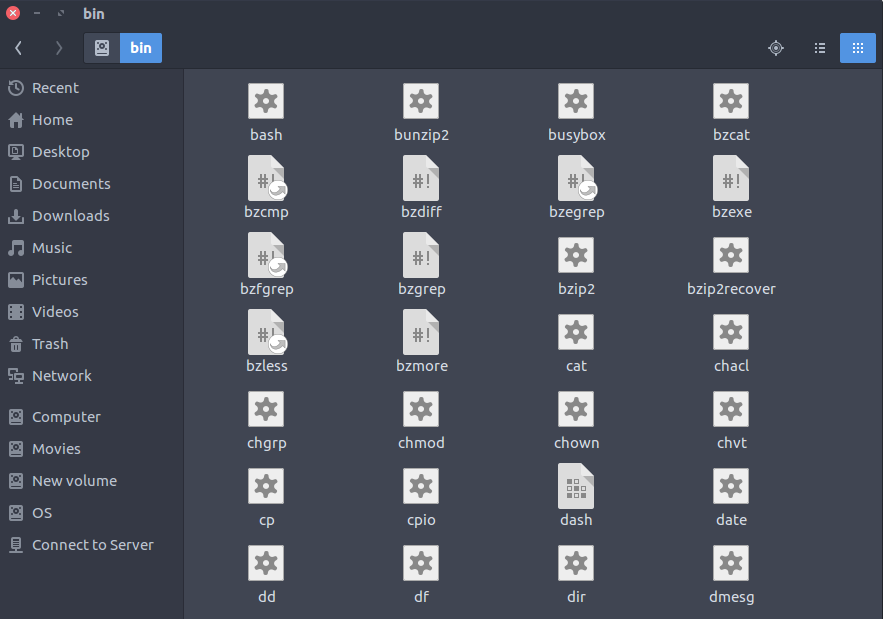 bin
bin
Recent
Home
Desktop
Documents
Downloads
Music
Pictures
Videos
Trash
Network
Computer
Movies
New volume
OS
Connect to Server
bash bunzip2 busybox bzcat
#! #! #! #!
bzcmp bzdiff bzegrep bzexe
#! #!
bzfgrep bzgrep bzip2 bzip2recover
#! #!
bzless bzmore cat chacl
chgrp chmod chown chvt
cp cpio dash date
dd df dir dmesg